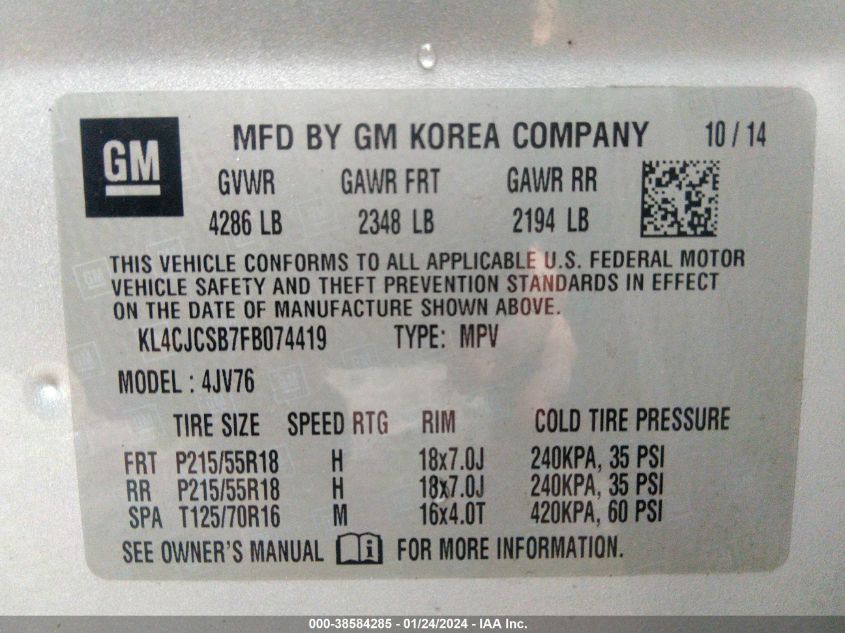 GM
MFD BY GM KOREA COMPANY 10 / 14
GVWR GAWR FRT GAWR RR
4286 LB 2348 LB 2194 LB
THIS VEHICLE CONFORMS TO ALL APPLICABLE U.S. FEDERAL MOTOR
VEHICLE SAFETY AND THEFT PREVENTION STANDARDS IN EFFECT
ON THE DATE OF MANUFACTURE SHOWN ABOVE.
KL4CJCSB7FB074419 TYPE: MPV
MODEL : 4JV76
TIRE SIZE SPEED RTG RIM COLD TIRE PRESSURE
FRT P215/55R18 H 18x7.0J 240KPA, 35 PSI
RR P215/55R18 H 18x7.0J 240KPA, 35 PSI
SPA T125/70R16 M 16x4.0T 420KPA, 60 PSI
SEE OWNER'S MANUAL i FOR MORE INFORMATION.
000-38584285 - 01/24/2024 - IAA Inc.